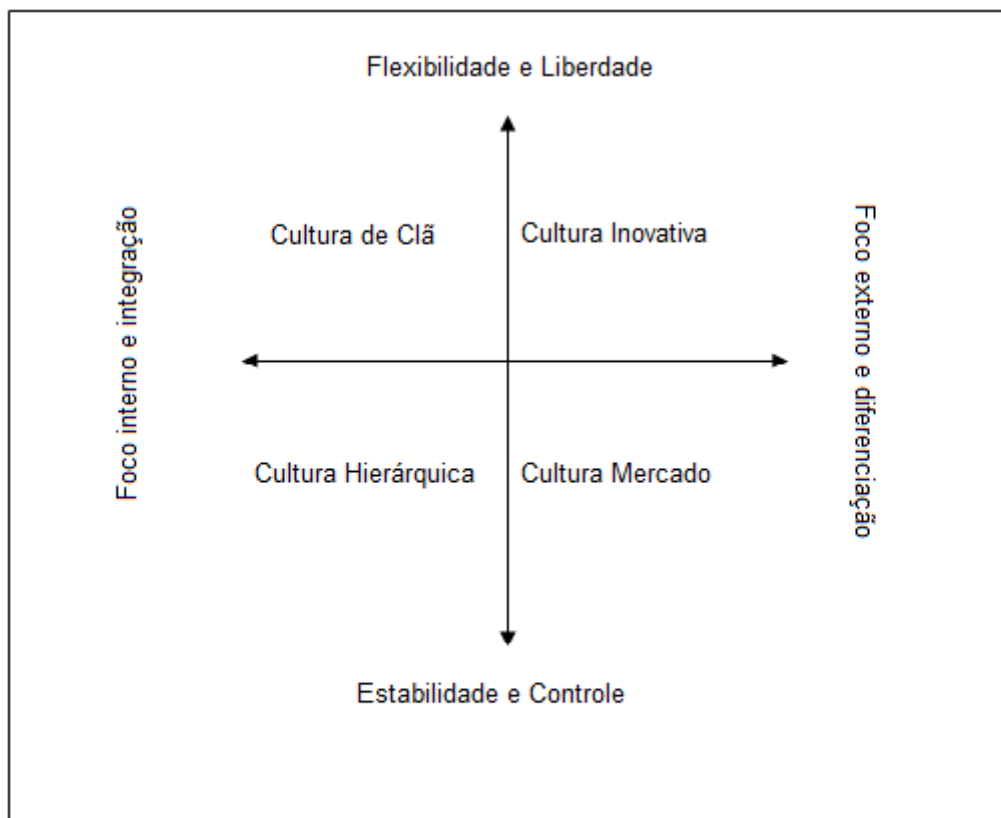 Flexibilidade e Liberdade
Foco interno e integração
Cultura de Clã
Cultura Inovativa
Foco externo e diferenciação
Cultura Hierárquica
Cultura Mercado
Estabilidade e Controle